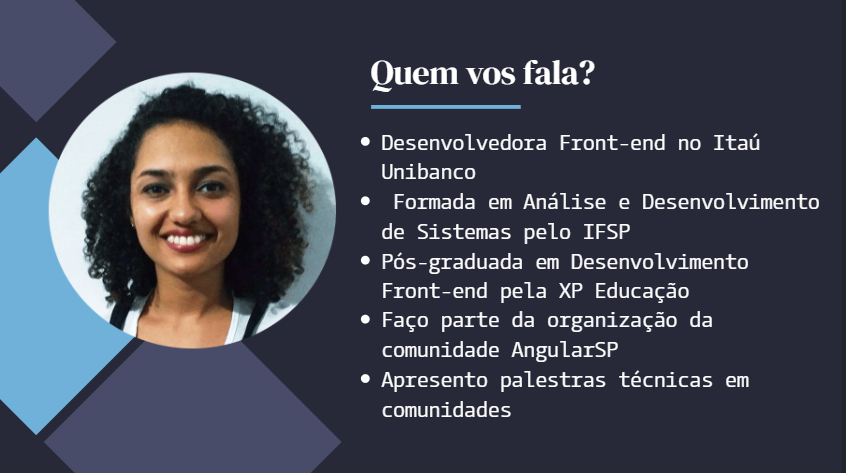 Quem vos fala?
• Desenvolvedora Front-end no Itaú
Unibanco
• Formada em Análise e Desenvolvimento
de Sistemas pelo IFSP
• Pós-graduada em Desenvolvimento
Front-end pela XP Educação
• Faço parte da organização da
comunidade AngularSP
• Apresento palestras técnicas em
comunidades